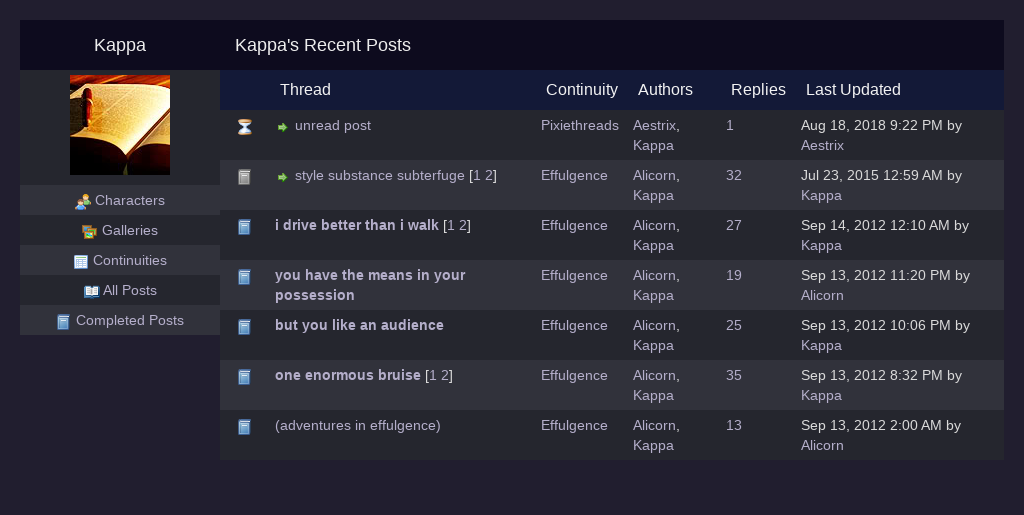 Kappa
Kappa's Recent Posts
Characters
Galleries
Continuities
All Posts
Completed Posts
Thread Continuity Authors Replies Last Updated
unread post Pixiethreads Aestrix, 1 Aug 18, 2018 9:22 PM by
Kappa Aestrix
style substance subterfuge [1 2] Effulgence Alicorn, 32 Jul 23, 2015 12:59 AM by
Kappa Kappa
i drive better than i walk [1 2] Effulgence Alicorn, 27 Sep 14, 2012 12:10 AM by
Kappa Kappa
you have the means in your Effulgence Alicorn, 19 Sep 13, 2012 11:20 PM by
possession Kappa Alicorn
but you like an audience Effulgence Alicorn, 25 Sep 13, 2012 10:06 PM by
Kappa Kappa
one enormous bruise [1 2] Effulgence Alicorn, 35 Sep 13, 2012 8:32 PM by
Kappa Kappa
(adventures in effulgence) Effulgence Alicorn, 13 Sep 13, 2012 2:00 AM by
Kappa Alicorn